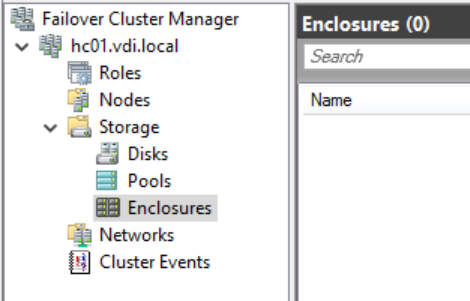 Failover Cluster Manager
hc01.vdi.local
Roles
Nodes
Storage
Disks
Pools
Enclosures
Networks
Cluster Events
Enclosures (0)
Search
Name